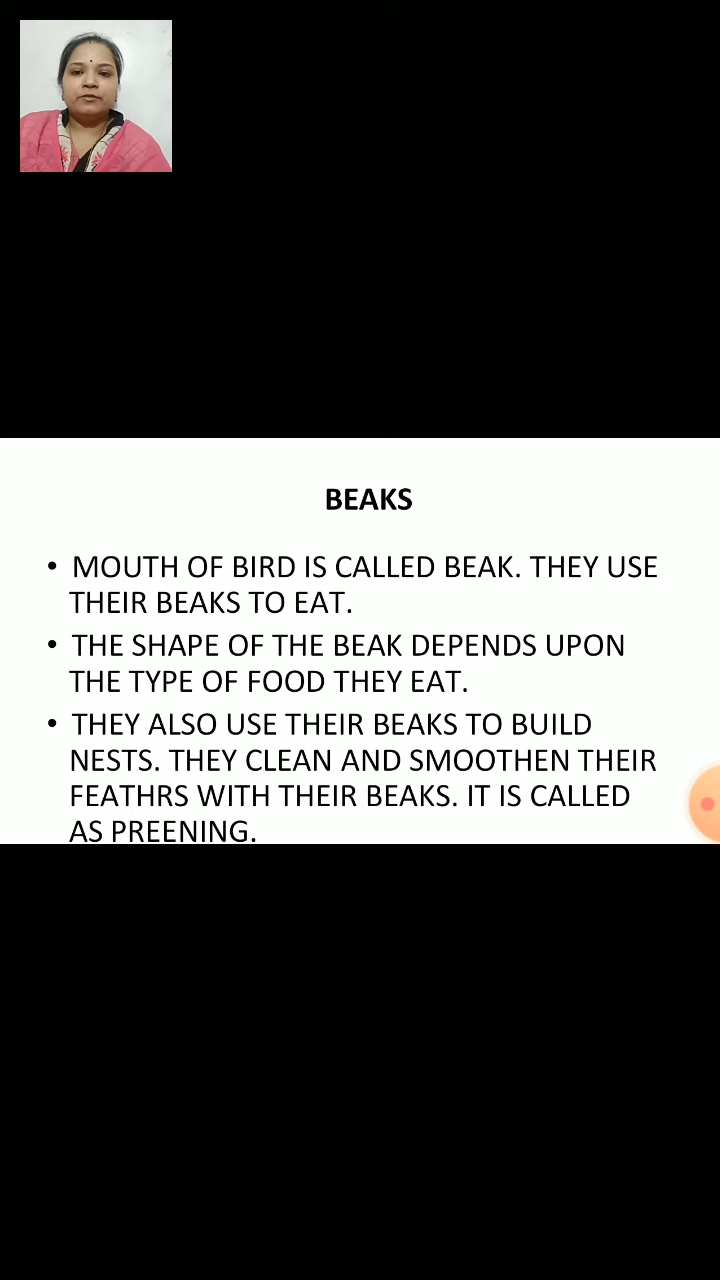 BEAKS
• MOUTH OF BIRD IS CALLED BEAK. THEY USE
THEIR BEAKS TO EAT.
• THE SHAPE OF THE BEAK DEPENDS UPON
THE TYPE OF FOOD THEY EAT.
• THEY ALSO USE THEIR BEAKS TO BUILD
NESTS. THEY CLEAN AND SMOOTHEN THEIR
FEATHRS WITH THEIR BEAKS. IT IS CALLED
AS PREENING.